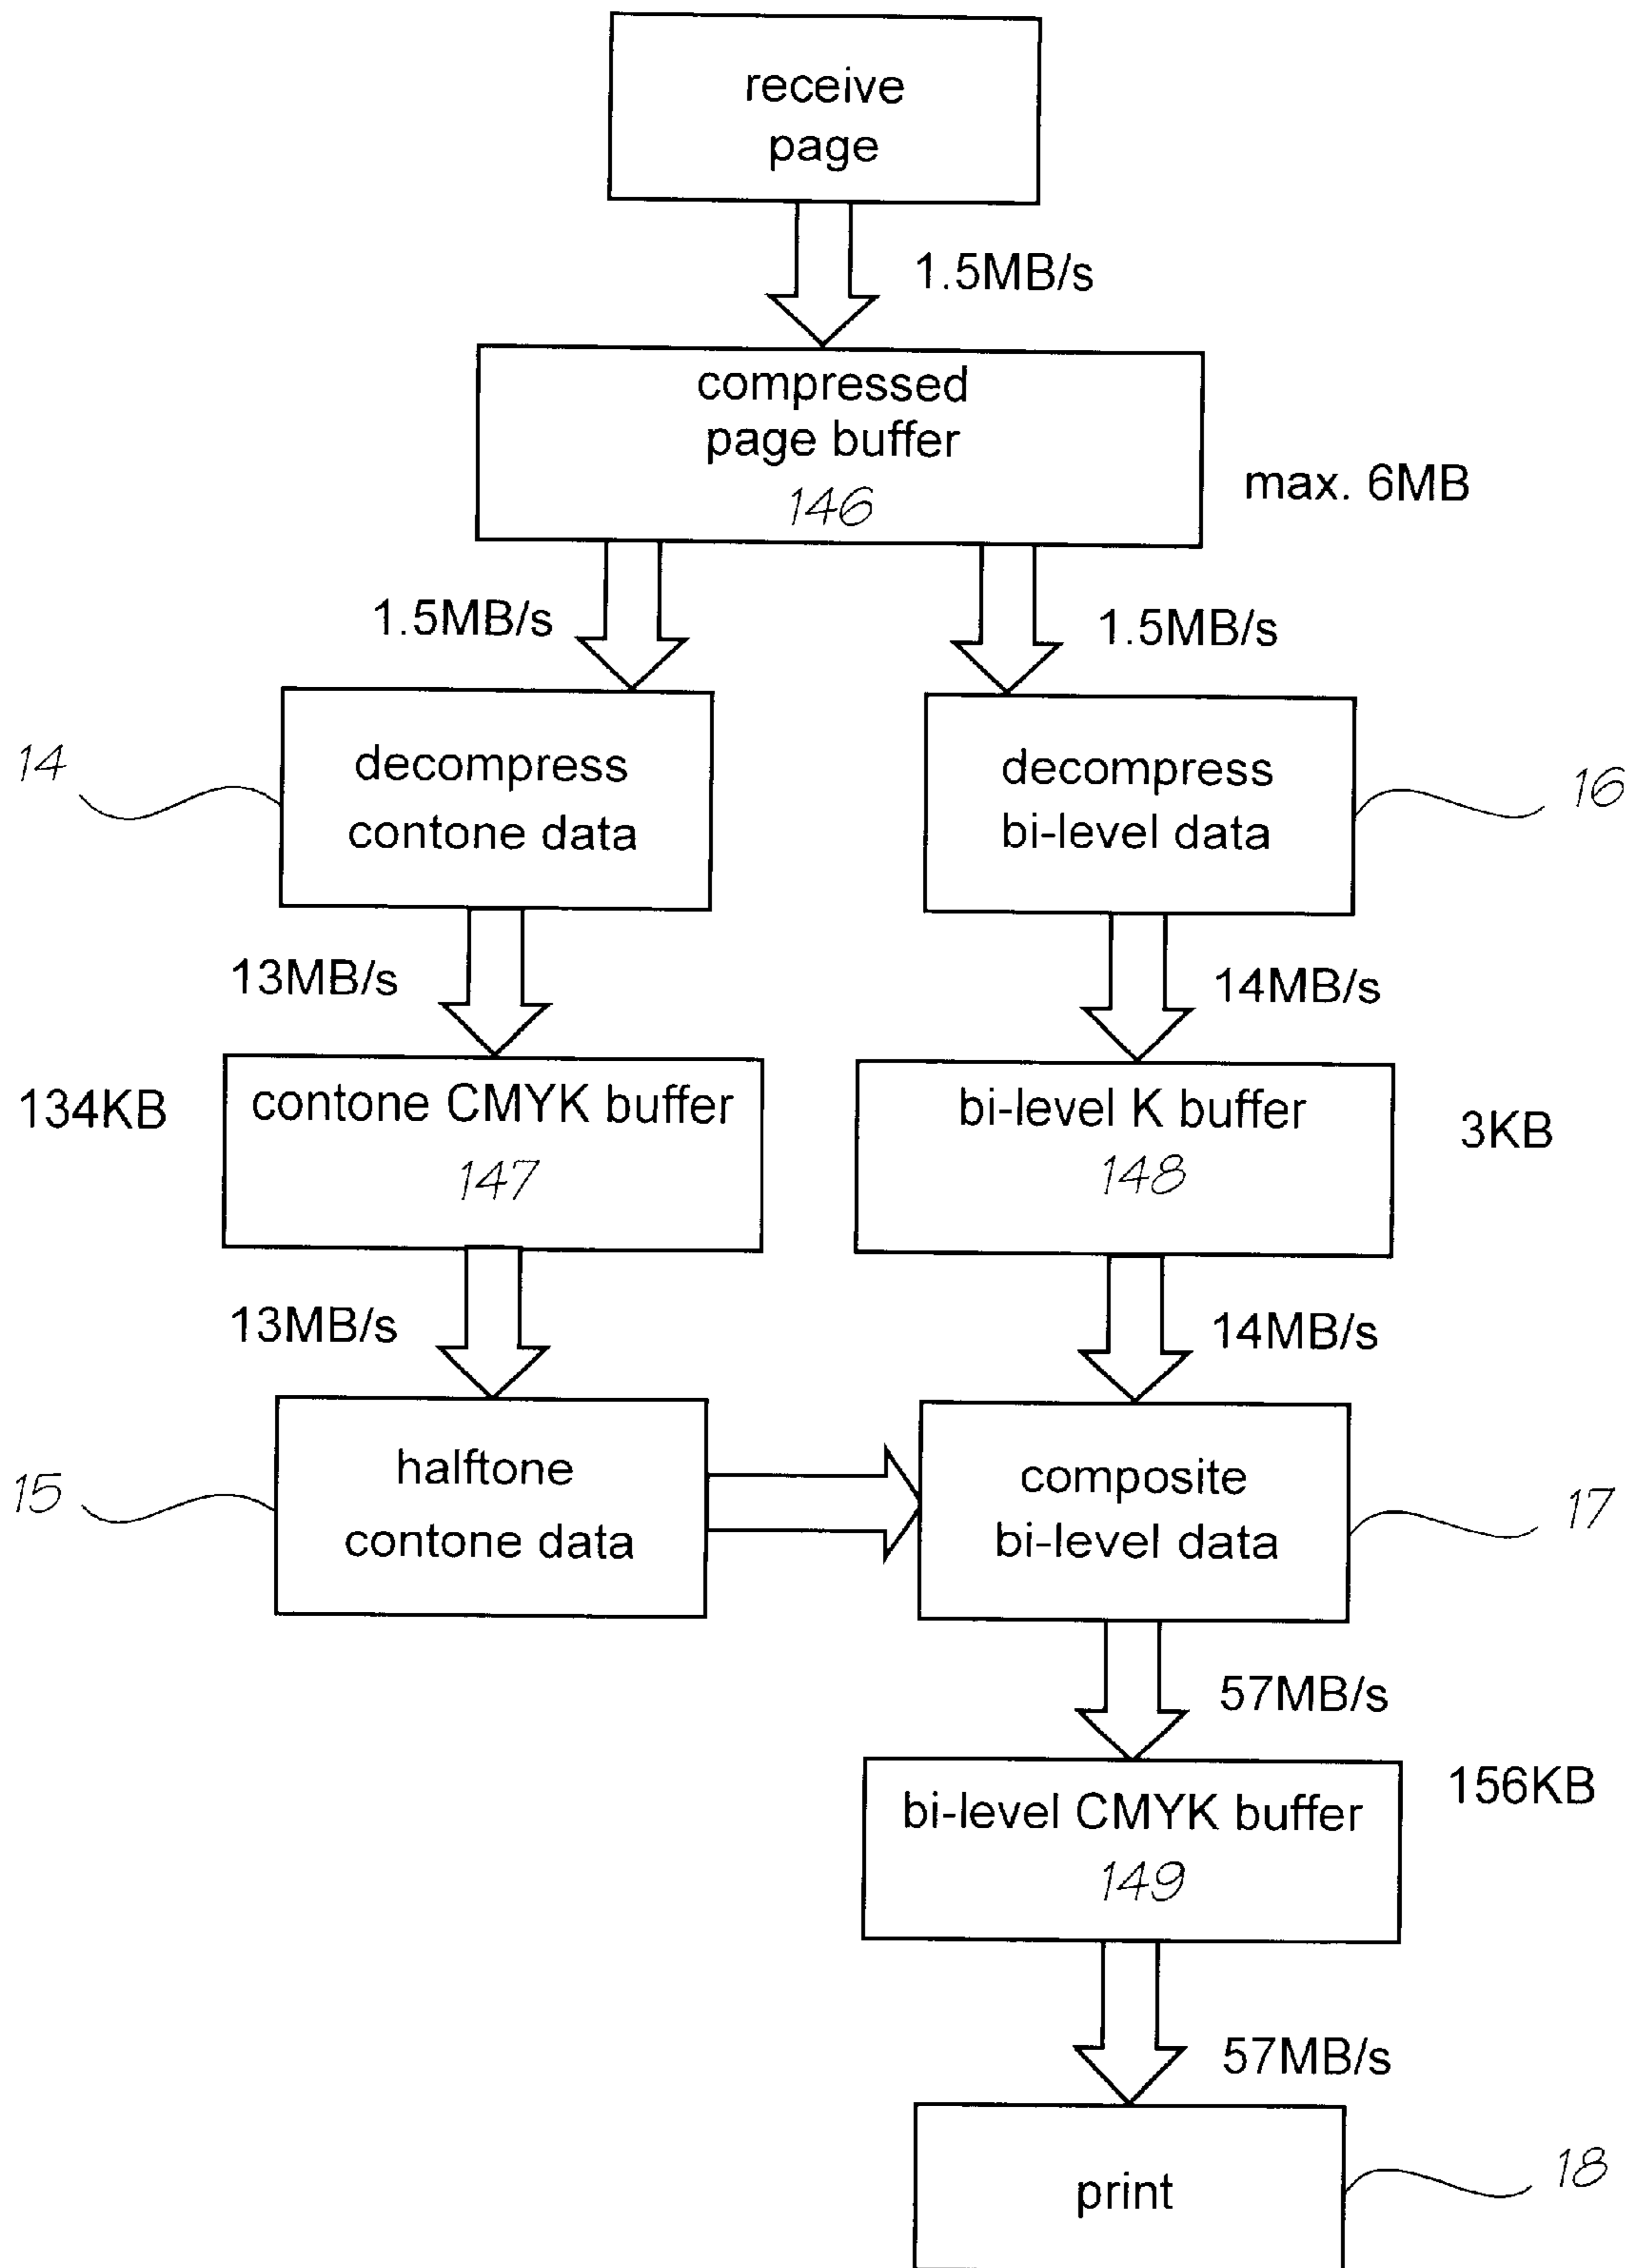 receive
page
1.5MB/s
compressed
page buffer
146
max. 6MB
1.5MB/s
1.5MB/s
14
decompress
contone data
decompress
bi-level data
16
13MB/s
14MB/s
134KB
contone CMYK buffer
147
bi-level K buffer
148
3KB
13MB/s
14MB/s
15
halftone
contone data
composite
bi-level data
17
57MB/s
bi-level CMYK buffer
149
156KB
57MB/s
print
18